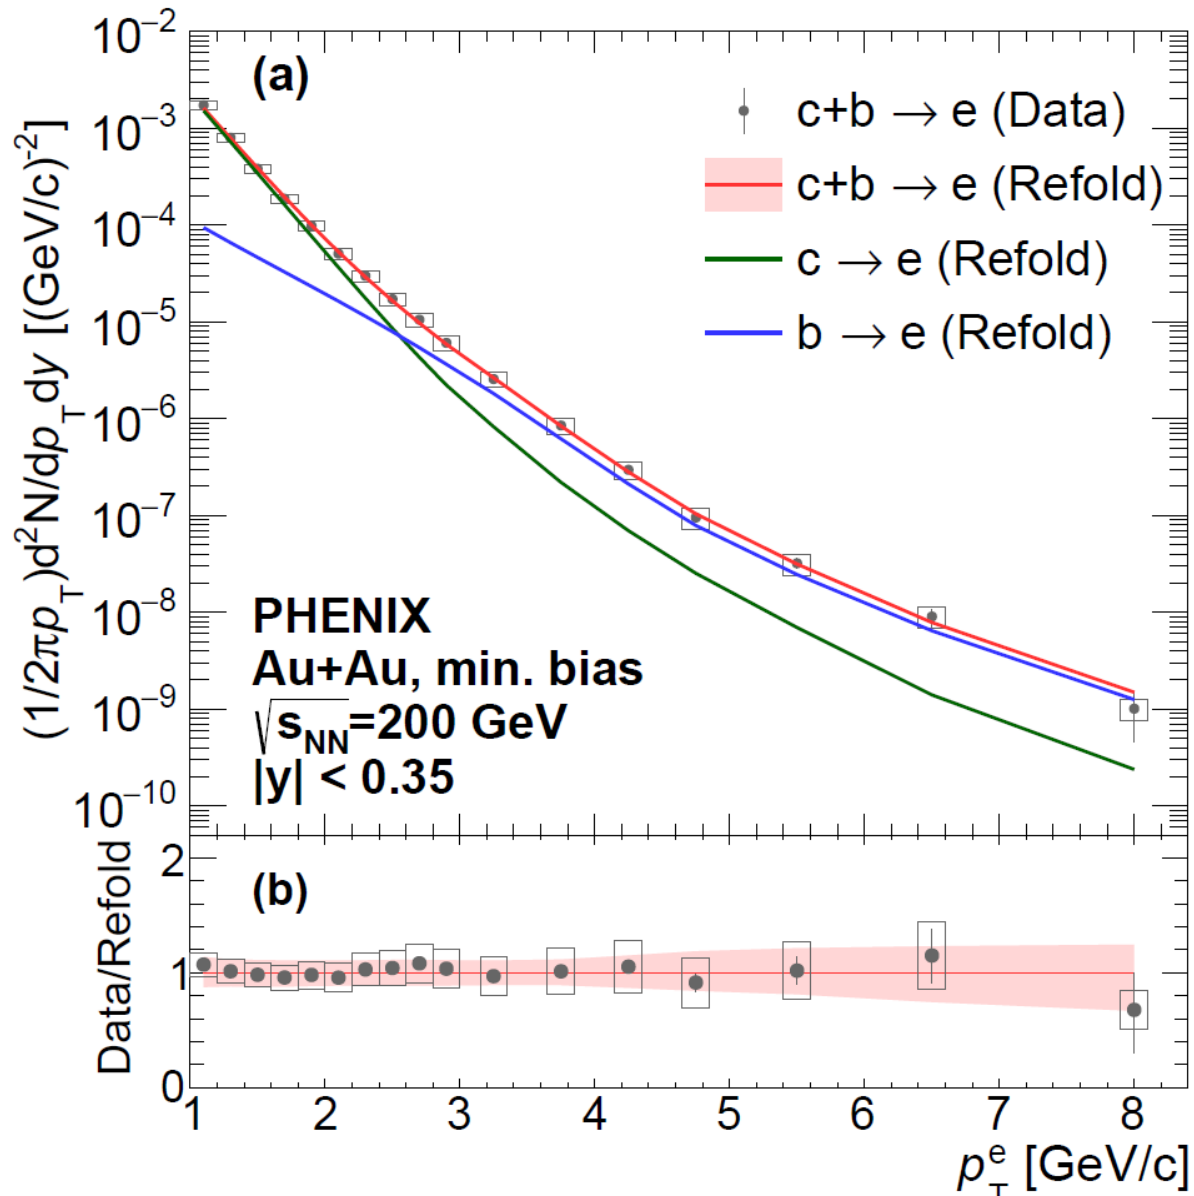 (a)
c+b → e (Data)
c+b → e (Refold)
c → e (Refold)
b → e (Refold)
(1/2πp_T)d²N/dp_Tdy [(GeV/c)⁻²]
10⁻²
10⁻³
10⁻⁴
10⁻⁵
10⁻⁶
10⁻⁷
10⁻⁸
10⁻⁹
10⁻¹⁰
PHENIX
Au+Au, min. bias
√s_NN=200 GeV
|y| < 0.35
(b)
Data/Refold
2
1
0
1 2 3 4 5 6 7 8
p_T^e [GeV/c]